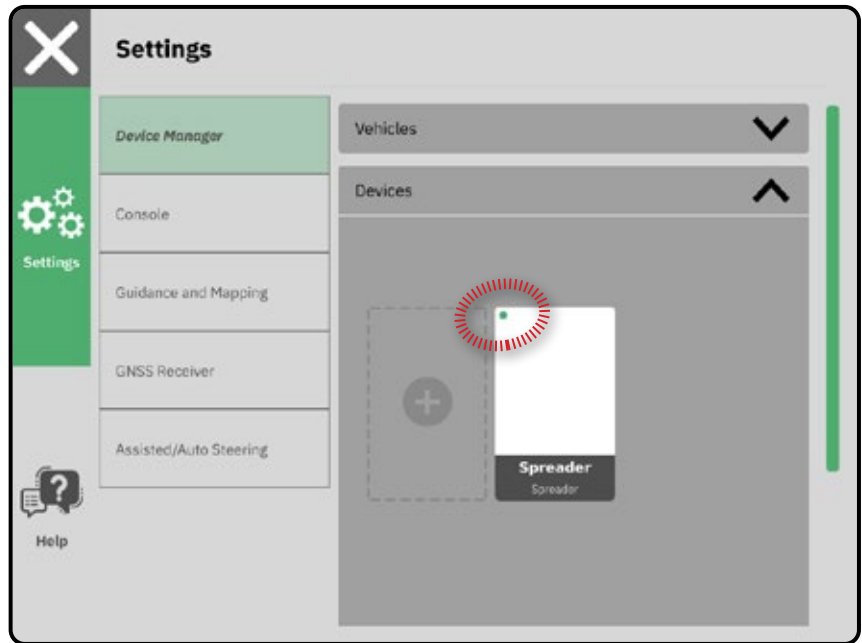 Settings
Settings
Help
Device Manager
Console
Guidance and Mapping
GNSS Receiver
Assisted/Auto Steering
Vehicles
Devices
Spreader
Spreader